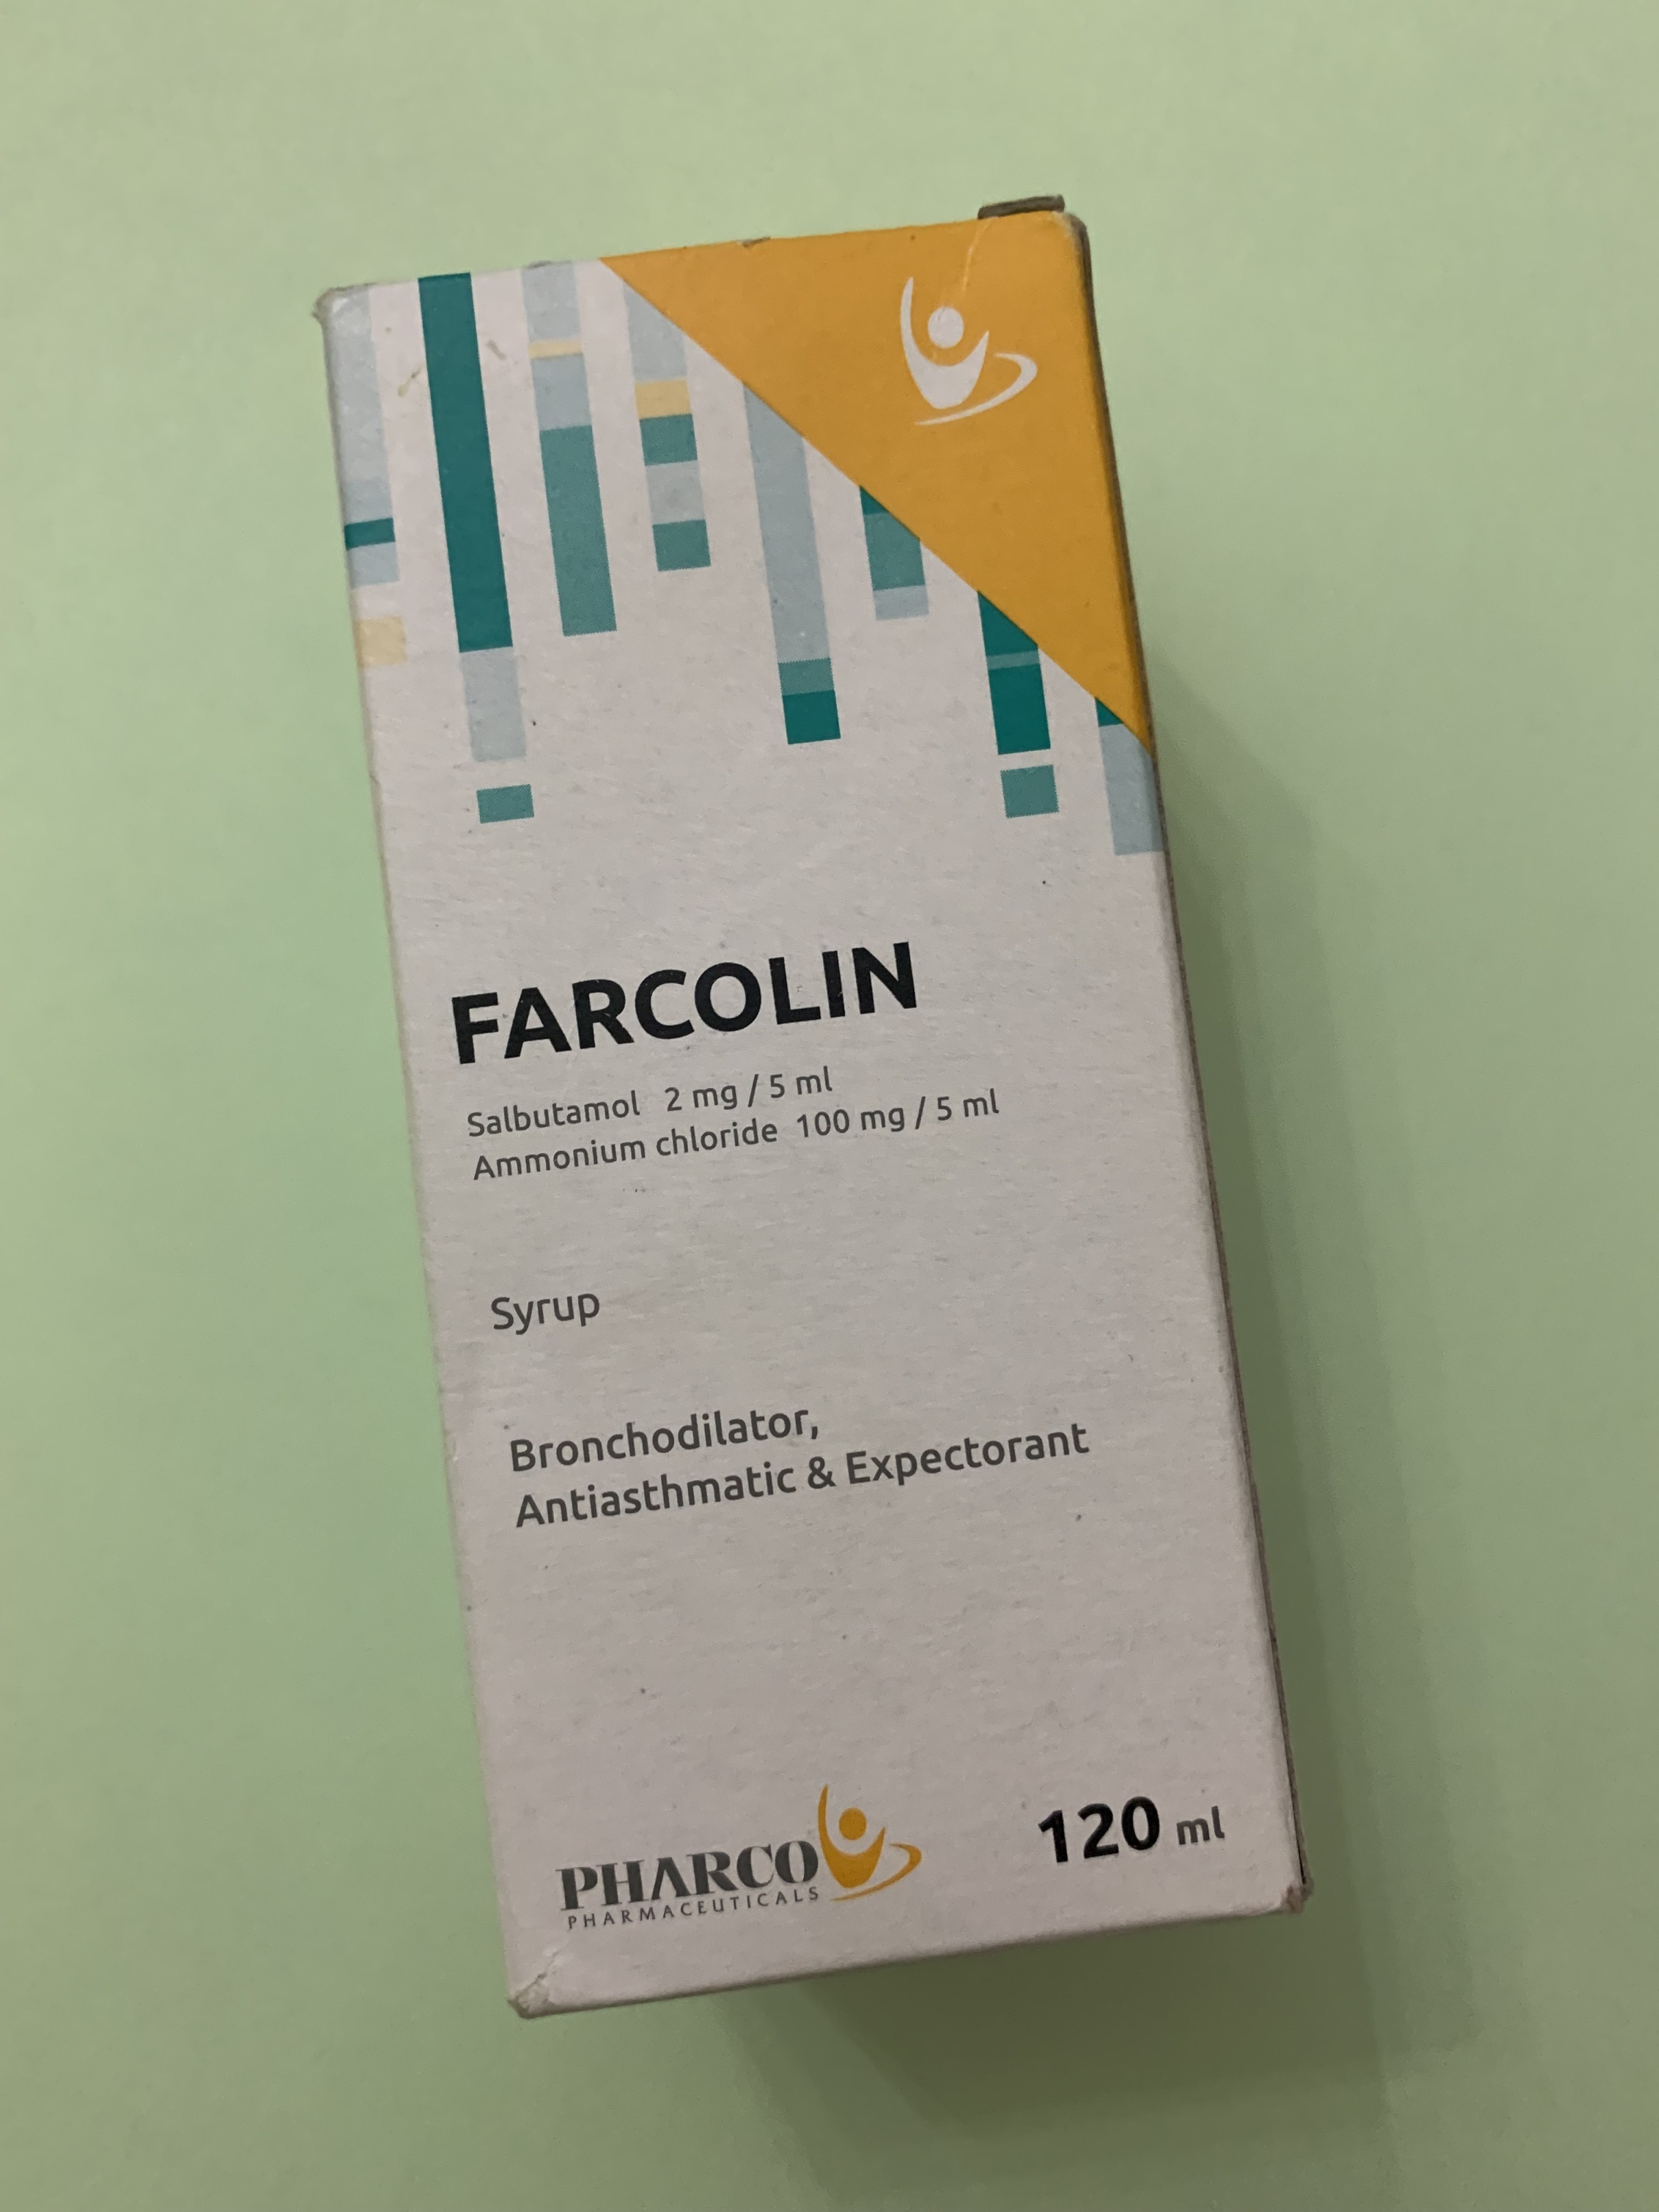 FARCOLIN
Salbutamol 2 mg / 5 ml
Ammonium chloride 100 mg / 5 ml
Syrup
Bronchodilator,
Antiasthmatic & Expectorant
PHARCO
PHARMACEUTICALS
120 ml